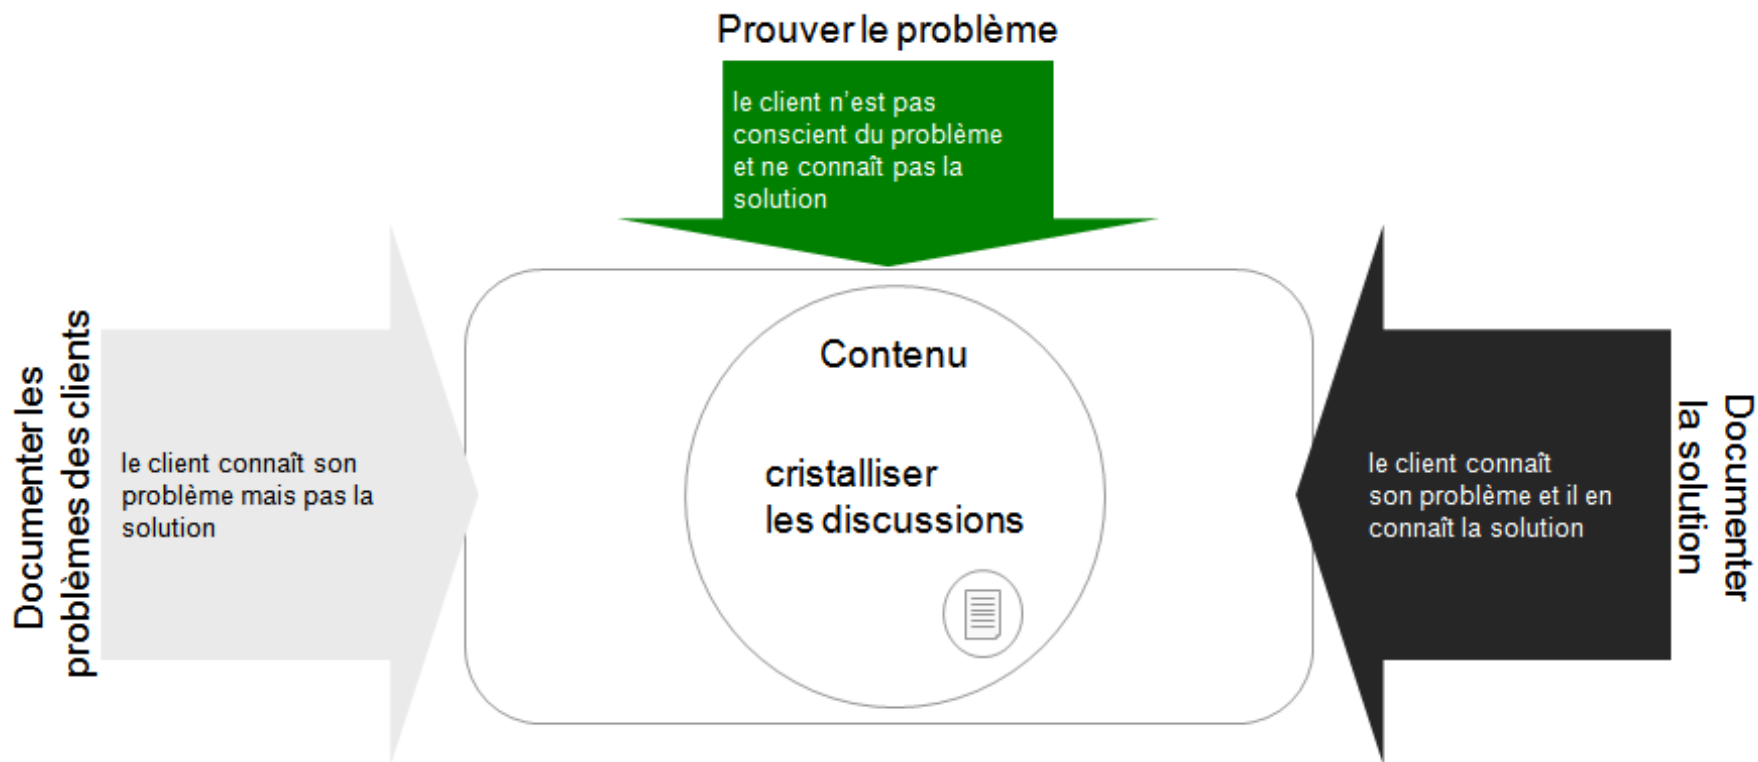 Prouver le problème
le client n’est pas
conscient du problème
et ne connaît pas la
solution
Documenter les
problèmes des clients
le client connaît son
problème mais pas la
solution
Contenu
cristalliser
les discussions
le client connaît
son problème et il en
connaît la solution
Documenter
la solution